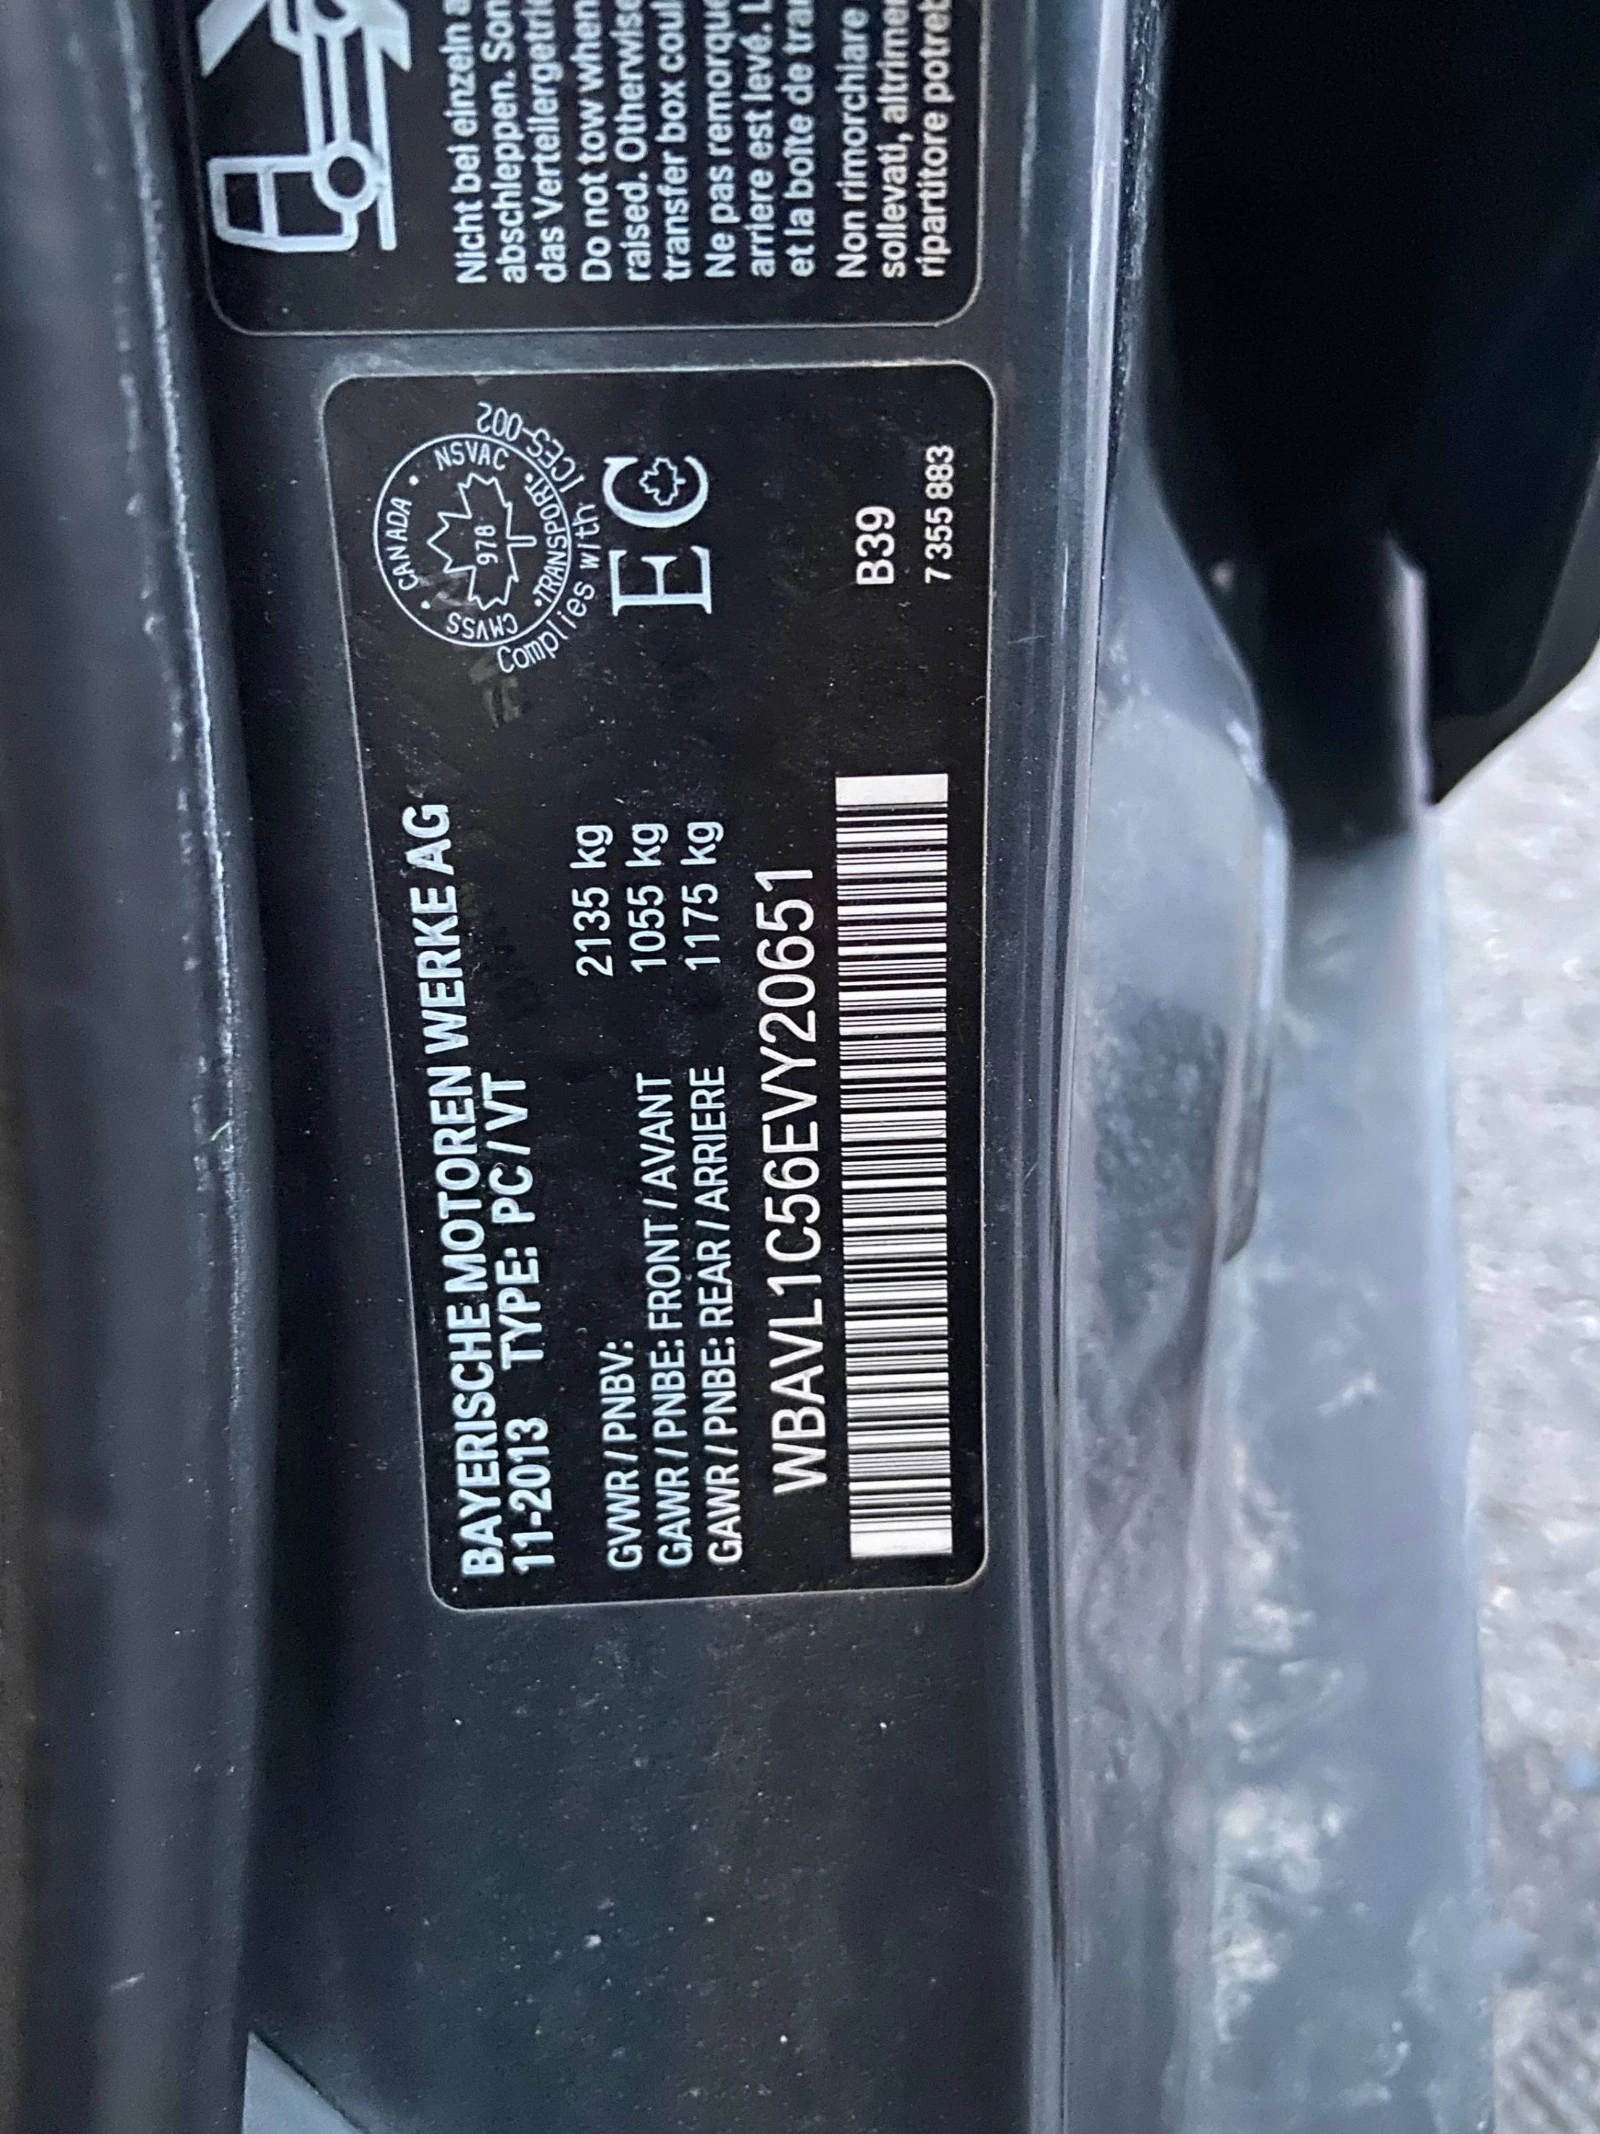 BAYERISCHE MOTOREN WERKE AG
11-2013 TYPE: PC/VT
GVWR/PNBV: 2135 kg
GAWR/PNBE: FRONT/AVANT 1055 kg
GAWR/PNBE: REAR/ARRIERE 1175 kg
WBAVL1C56EVY20651
CANADA
CMVSS 978 NSVAC
TRANSPORT
Complies with ICES-002
EC
B39
7 355 883
Nicht bei einzeln
abschleppen. Son
das Verteilergetri
Do not tow when
raised. Otherwise
transfer box coul
Ne pas remorque
arriere est levé. L
et la boîte de tran
Non rimorchiare
sollevati, altrime
ripartitore potreb